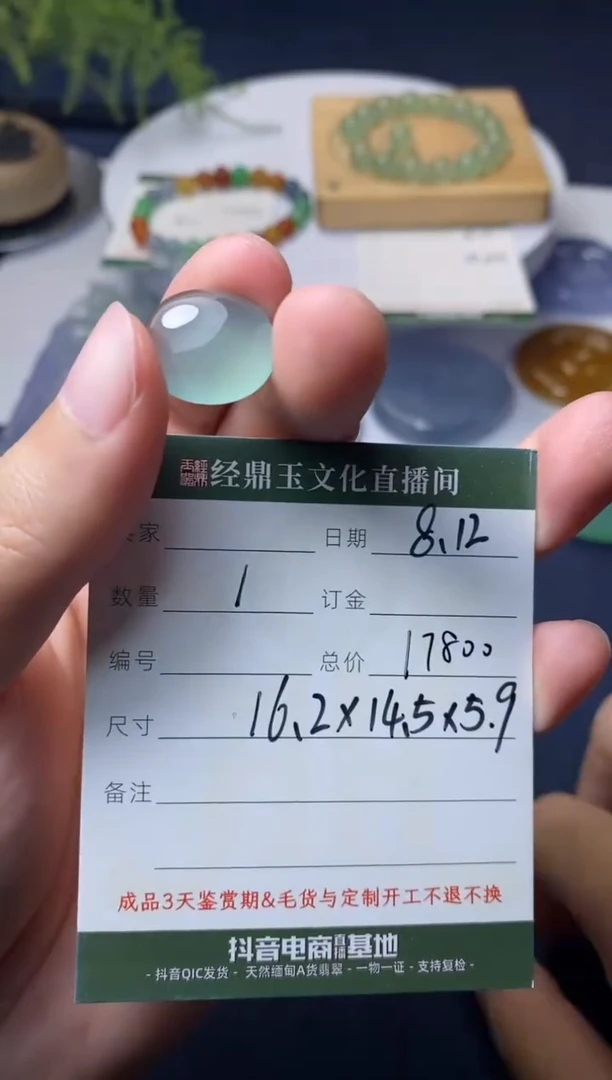 经鼎玉文化直播间
家 日期 8.12
数量 1 订金
编号 总价 17800
尺寸 16.2x14.5x5.9
备注
成品3天鉴赏期&毛货与定制开工不退不换
抖音电商直播基地
- 抖音QIC发货 - 天然缅甸A货翡翠 - 一物一证 - 支持复检 -